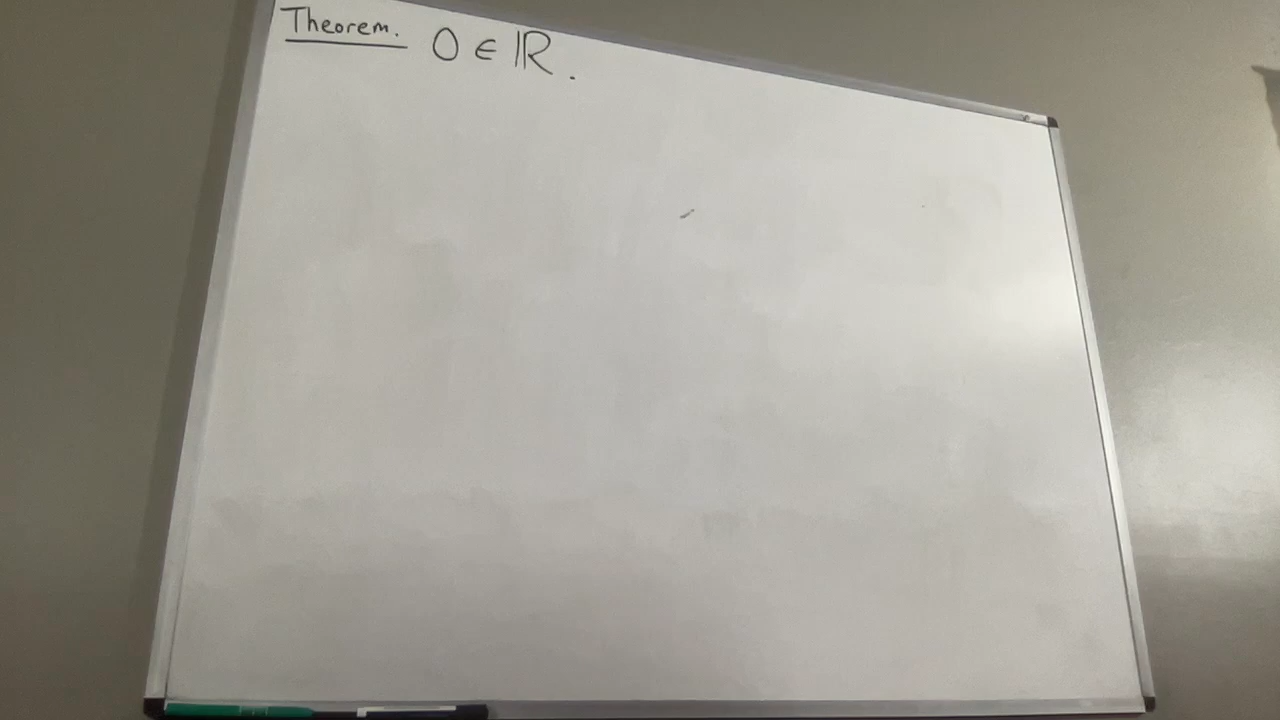 Theorem. 0 ∈ ℝ.